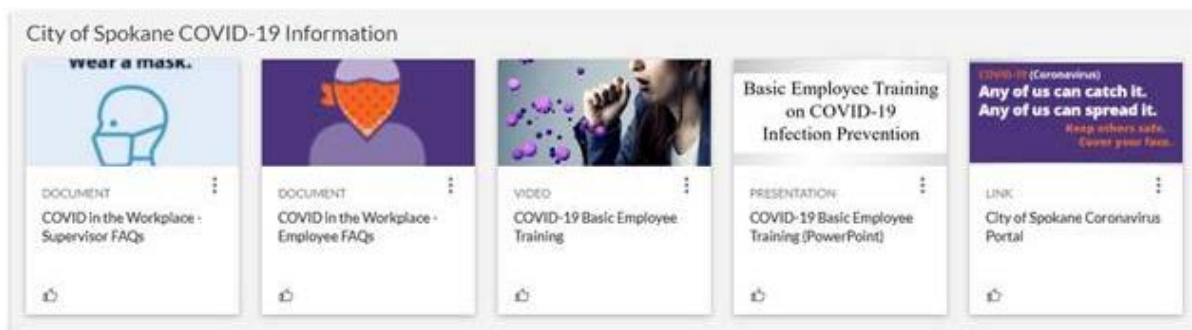 City of Spokane COVID-19 Information
Wear a mask.
DOCUMENT
COVID in the Workplace -
Supervisor FAQs
DOCUMENT
COVID in the Workplace -
Employee FAQs
VIDEO
COVID-19 Basic Employee
Training
Basic Employee Training
on COVID-19
Infection Prevention
PRESENTATION
COVID-19 Basic Employee
Training (PowerPoint)
COVID-19 (Coronavirus)
Any of us can catch it.
Any of us can spread it.
Keep others safe.
Cover your face.
LINK
City of Spokane Coronavirus
Portal